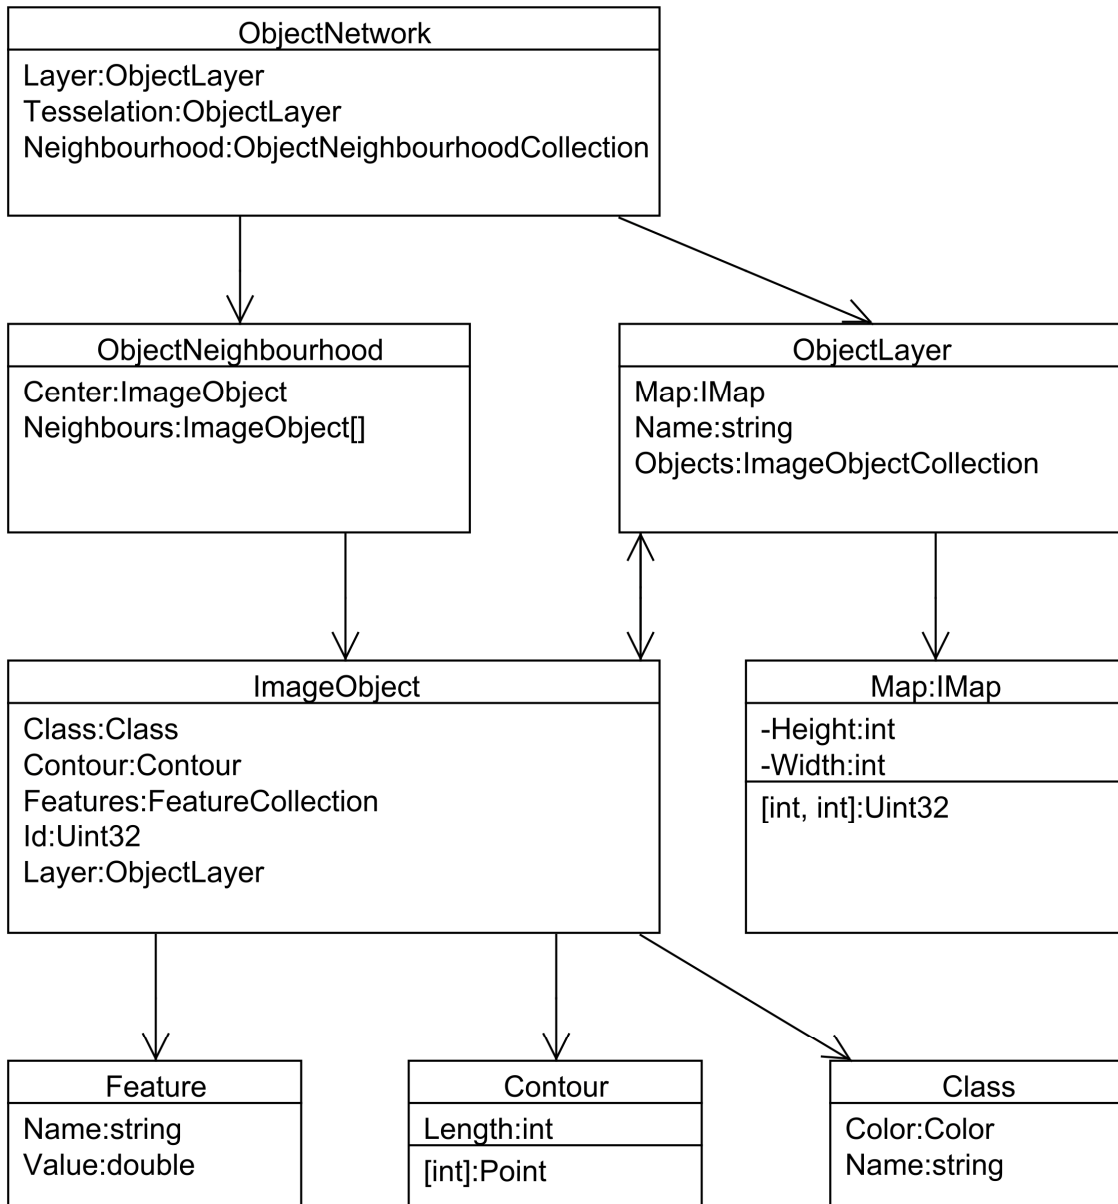 ObjectNetwork
Layer:ObjectLayer
Tesselation:ObjectLayer
Neighbourhood:ObjectNeighbourhoodCollection
ObjectNeighbourhood
Center:ImageObject
Neighbours:ImageObject[]
ObjectLayer
Map:IMap
Name:string
Objects:ImageObjectCollection
ImageObject
Class:Class
Contour:Contour
Features:FeatureCollection
Id:Uint32
Layer:ObjectLayer
Map:IMap
-Height:int
-Width:int
[int, int]:Uint32
Feature
Name:string
Value:double
Contour
Length:int
[int]:Point
Class
Color:Color
Name:string